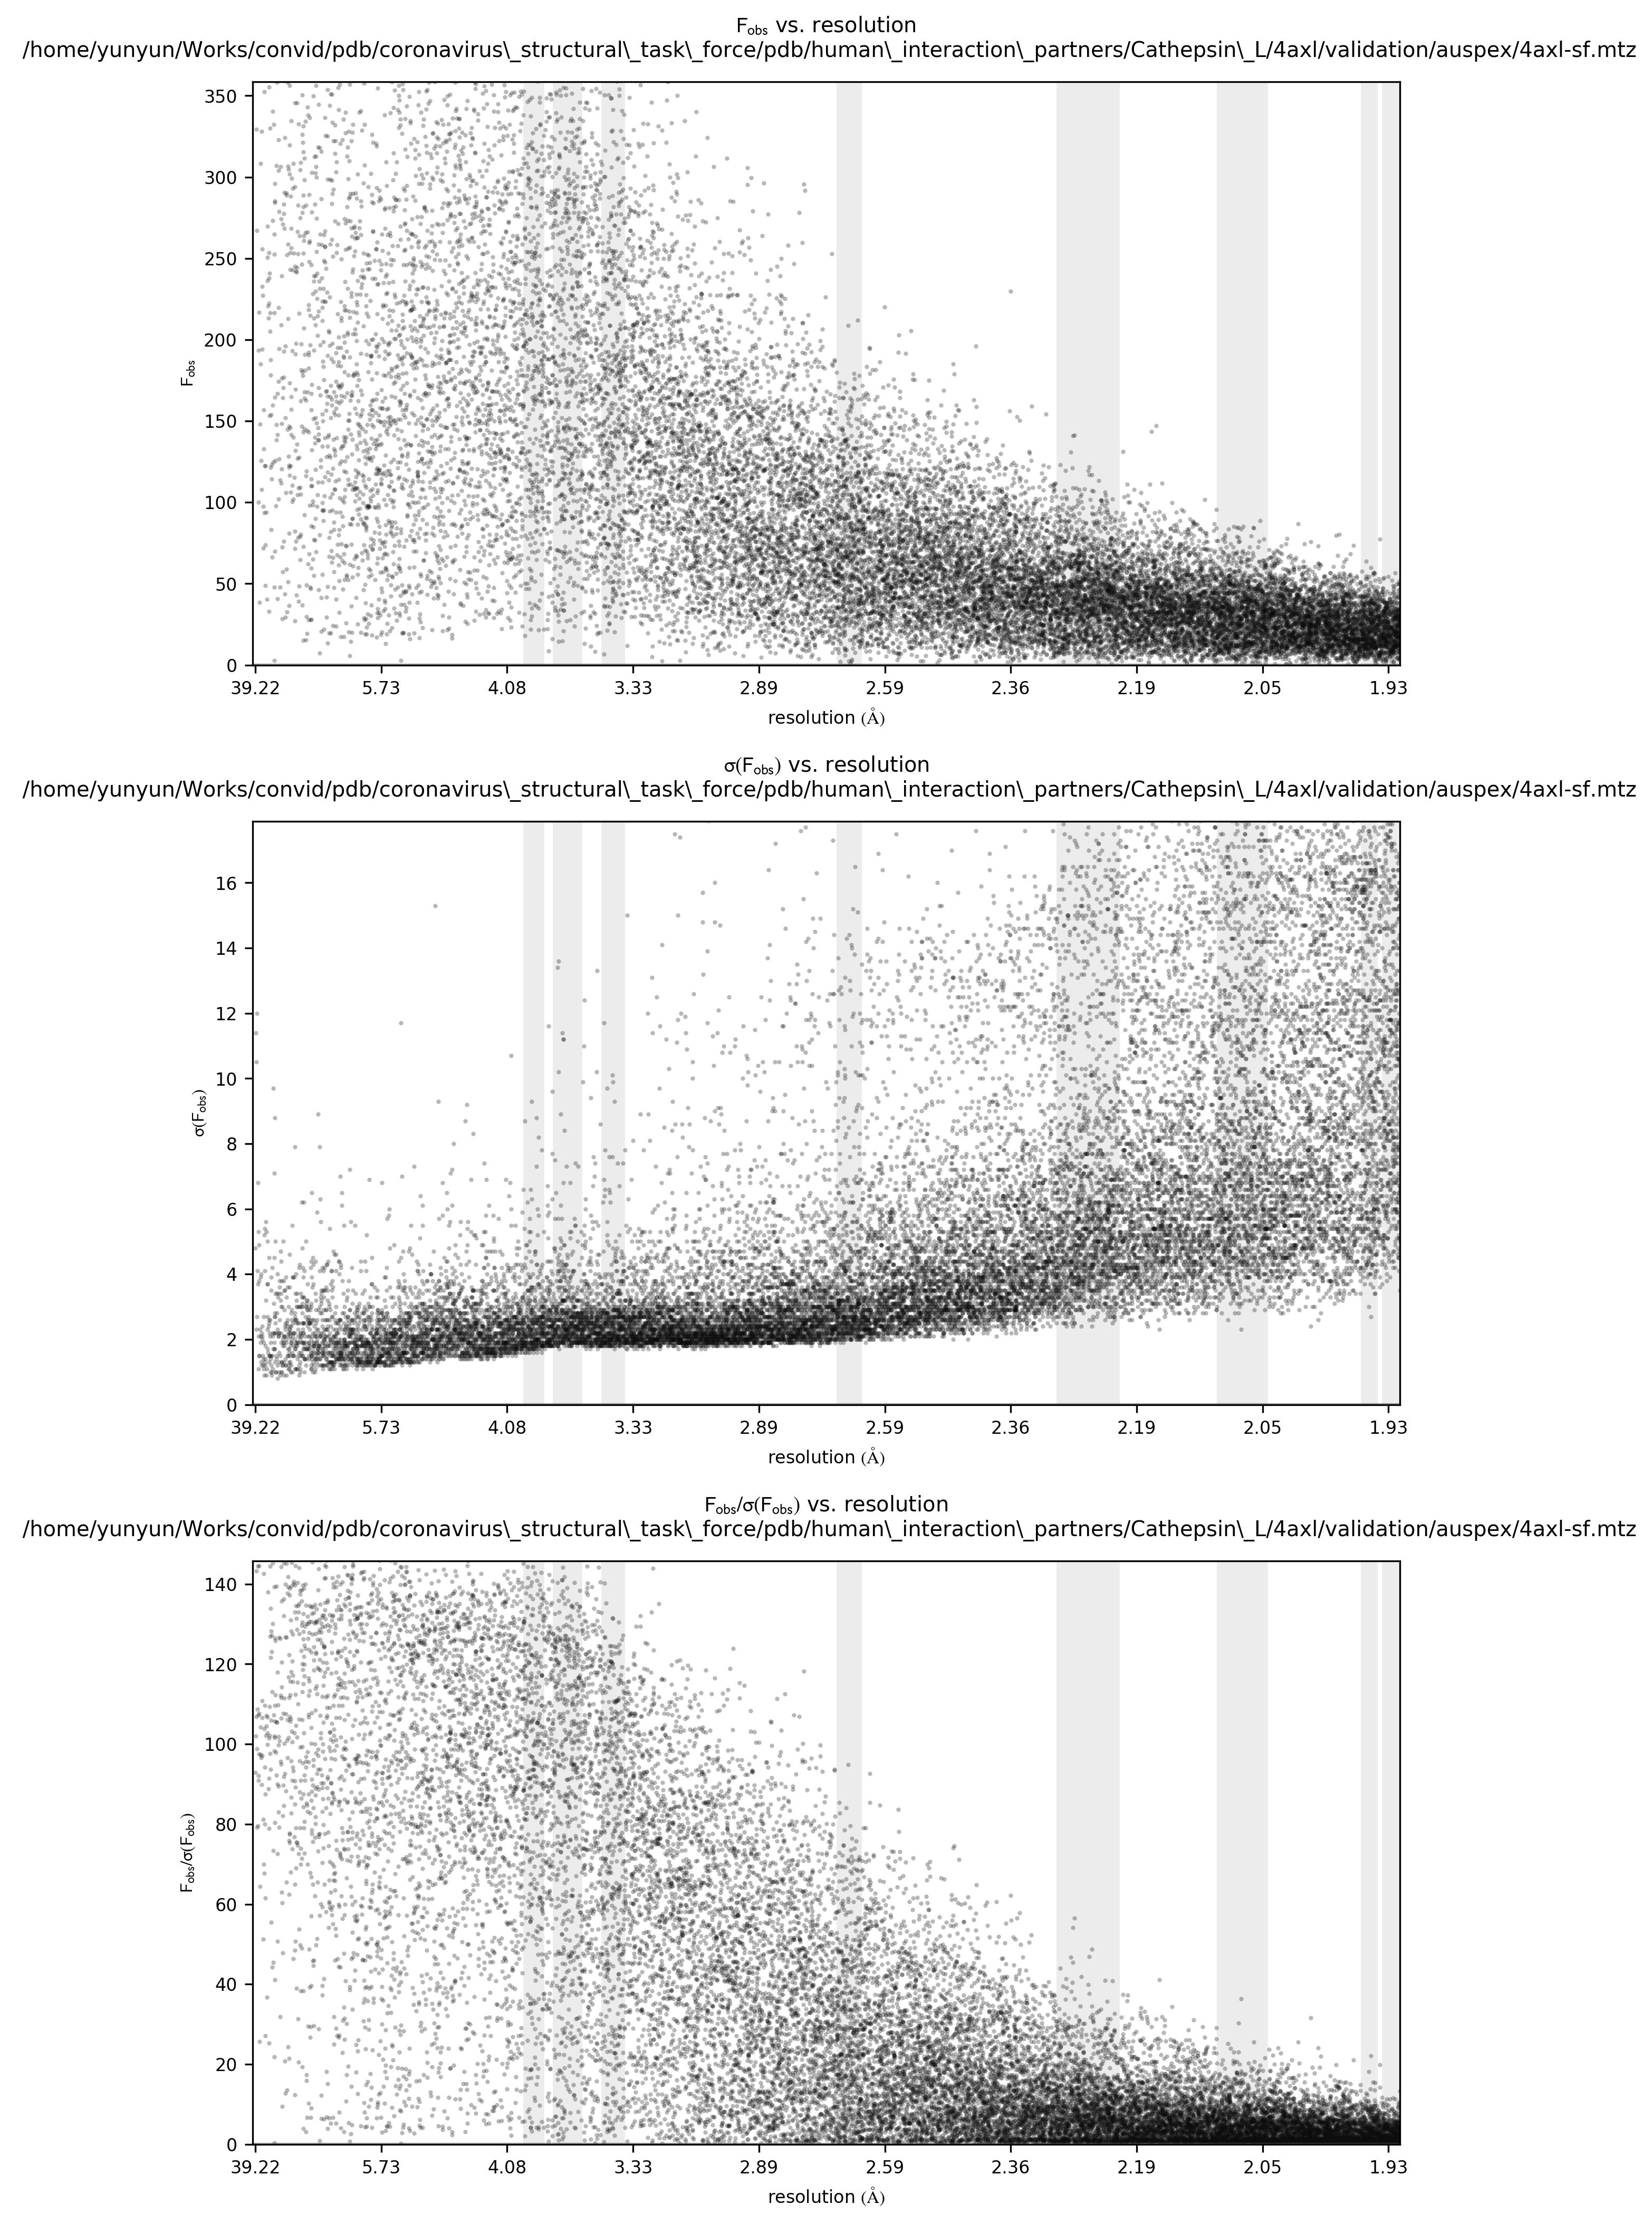 F_obs vs. resolution
/home/yunyun/Works/convid/pdb/coronavirus\_structural\_task\_force/pdb/human\_interaction\_partners/Cathepsin\_L/4axl/validation/auspex/4axl-sf.mtz
350
300
250
200
150
100
50
0
F_obs
39.22 5.73 4.08 3.33 2.89 2.59 2.36 2.19 2.05 1.93
resolution (Å)
σ(F_obs) vs. resolution
/home/yunyun/Works/convid/pdb/coronavirus\_structural\_task\_force/pdb/human\_interaction\_partners/Cathepsin\_L/4axl/validation/auspex/4axl-sf.mtz
16
14
12
10
8
6
4
2
0
σ(F_obs)
39.22 5.73 4.08 3.33 2.89 2.59 2.36 2.19 2.05 1.93
resolution (Å)
F_obs/σ(F_obs) vs. resolution
/home/yunyun/Works/convid/pdb/coronavirus\_structural\_task\_force/pdb/human\_interaction\_partners/Cathepsin\_L/4axl/validation/auspex/4axl-sf.mtz
140
120
100
80
60
40
20
0
F_obs/σ(F_obs)
39.22 5.73 4.08 3.33 2.89 2.59 2.36 2.19 2.05 1.93
resolution (Å)